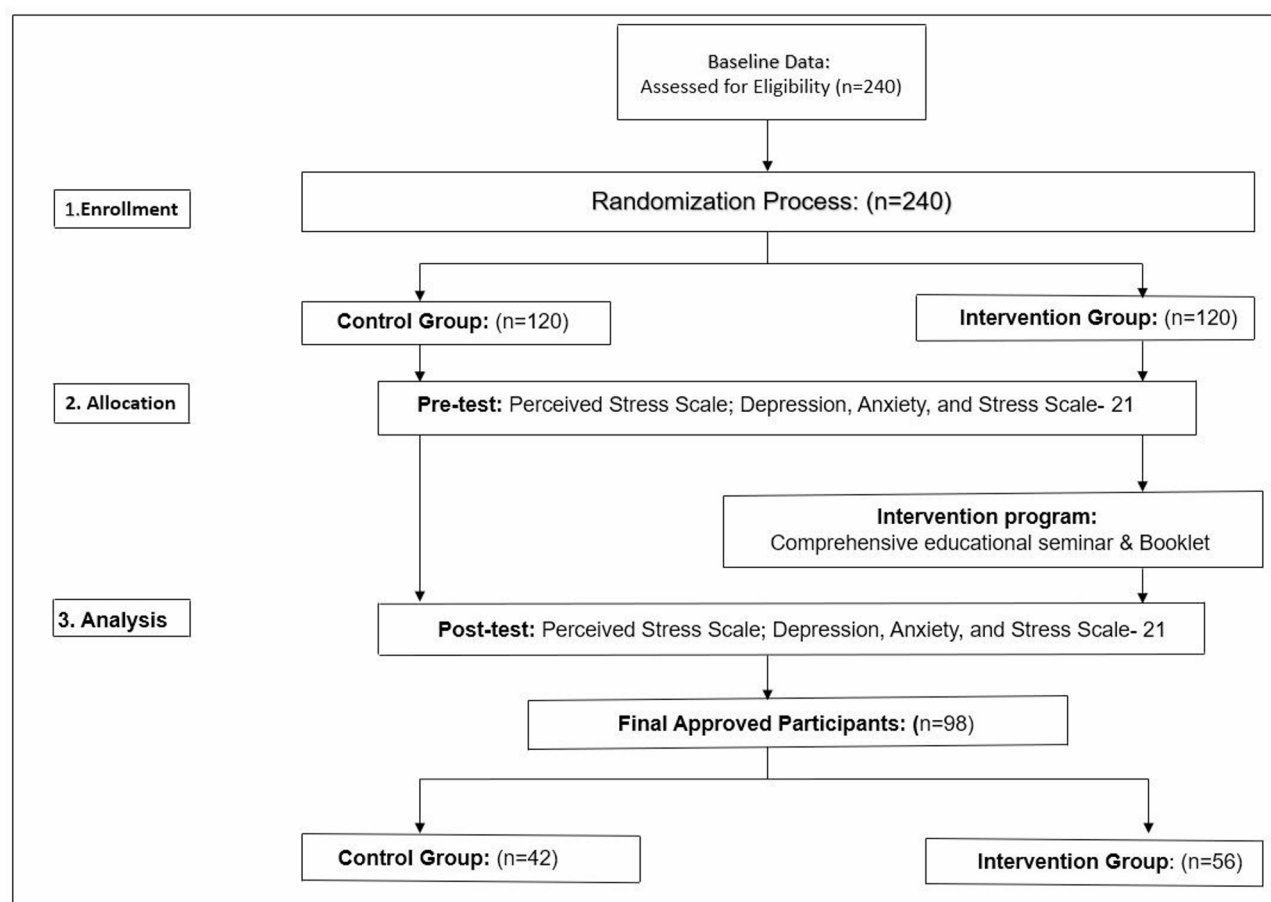 Baseline Data:
Assessed for Eligibility (n=240)
1.Enrollment
Randomization Process: (n=240)
Control Group: (n=120)
Intervention Group: (n=120)
2. Allocation
Pre-test: Perceived Stress Scale; Depression, Anxiety, and Stress Scale- 21
Intervention program:
Comprehensive educational seminar & Booklet
3. Analysis
Post-test: Perceived Stress Scale; Depression, Anxiety, and Stress Scale- 21
Final Approved Participants: (n=98)
Control Group: (n=42)
Intervention Group: (n=56)